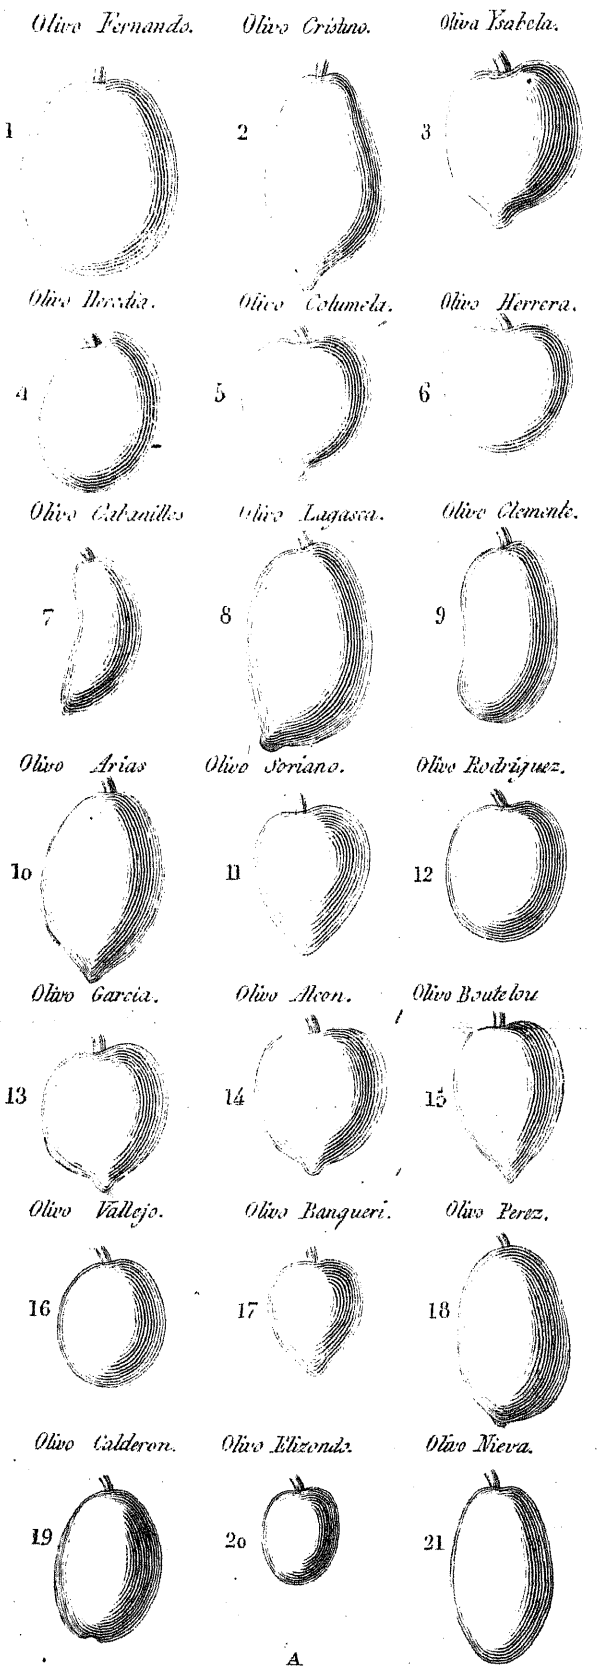 Olivo Fernando. Olivo Cristino. Oliva Ysabela.
1 2 3
Olivo Heredia. Olivo Columela. Olivo Herrera.
4 5 6
Olivo Cabanilles Olivo Lagasca. Olivo Clemente.
7 8 9
Olivo Arias Olivo Soriano. Olivo Rodriguez.
10 11 12
Olivo Garcia. Olivo Alcon. Olivo Boutelou
13 14 15
Olivo Vallejo. Olivo Banqueri. Olivo Perez.
16 17 18
Olivo Calderon. Olivo Elizondo. Olivo Nieva.
19 20 21
A